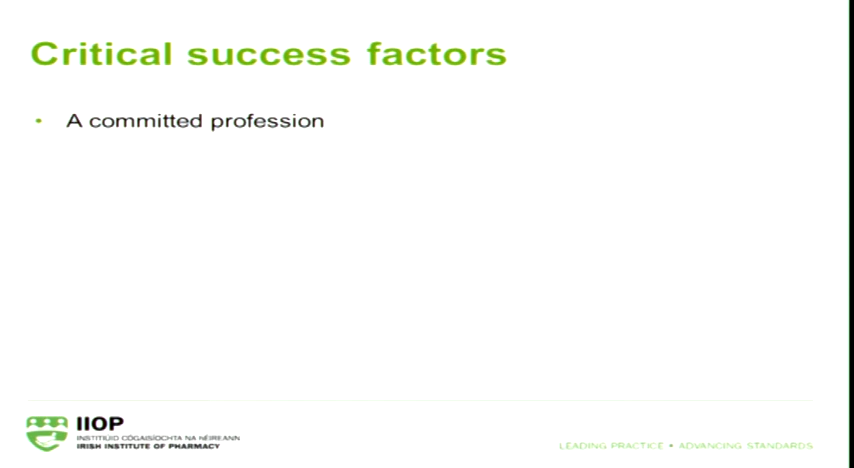 Critical success factors
• A committed profession
IIOP
INSTITIÚID CÓGAISÍOCHTA NA HÉIREANN
IRISH INSTITUTE OF PHARMACY
LEADING PRACTICE • ADVANCING STANDARDS